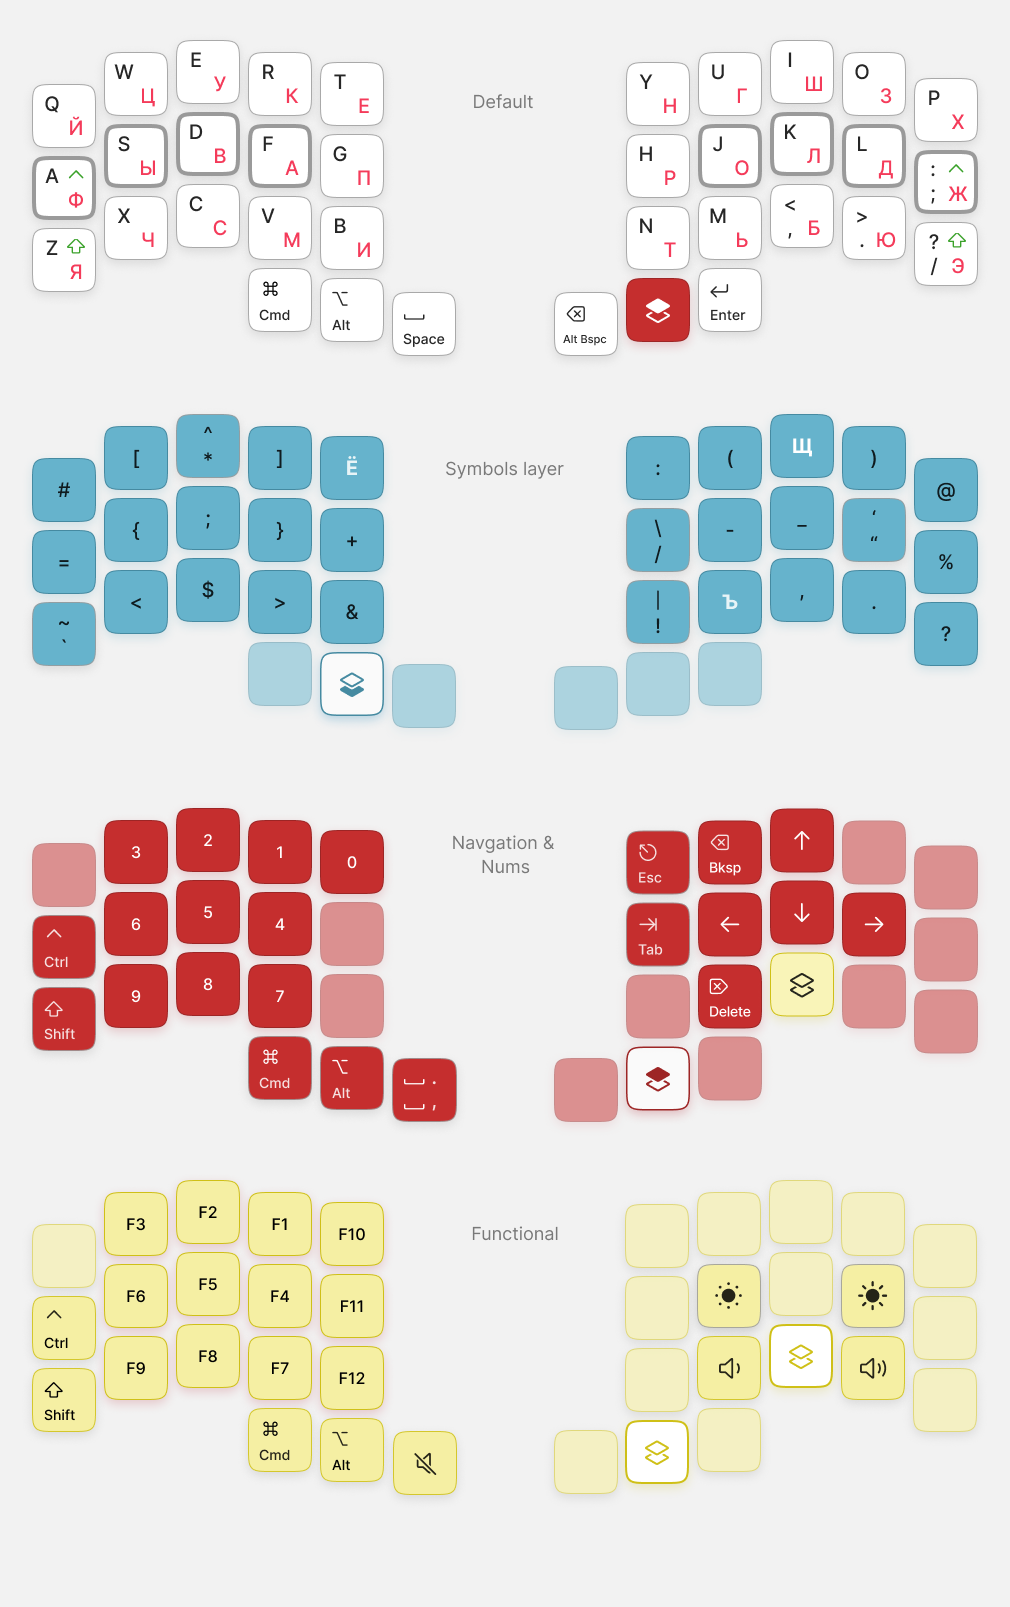 Default
Q Й
W Ц
E У
R К
T Е
Y Н
U Г
I Ш
O З
P Х
A Ф
S Ы
D В
F А
G П
H Р
J О
K Л
L Д
: ; Ж
Z Я
X Ч
C С
V М
B И
N Т
M Ь
< , Б
> . Ю
? / Э
Cmd
Alt
Space
Alt Bspc
Enter
Symbols layer
#
[
^ *
]
Ё
:
(
Щ
)
@
=
{
;
}
+
\ /
-
_
‘ “
%
~ `
<
$
>
&
| !
Ъ
,
.
?
Navgation &
Nums
3
2
1
0
Esc
Bksp
↑
Ctrl
6
5
4
Tab
←
↓
→
Shift
9
8
7
Delete
Cmd
Alt
.
,
Functional
F3
F2
F1
F10
Ctrl
F6
F5
F4
F11
Shift
F9
F8
F7
F12
Cmd
Alt